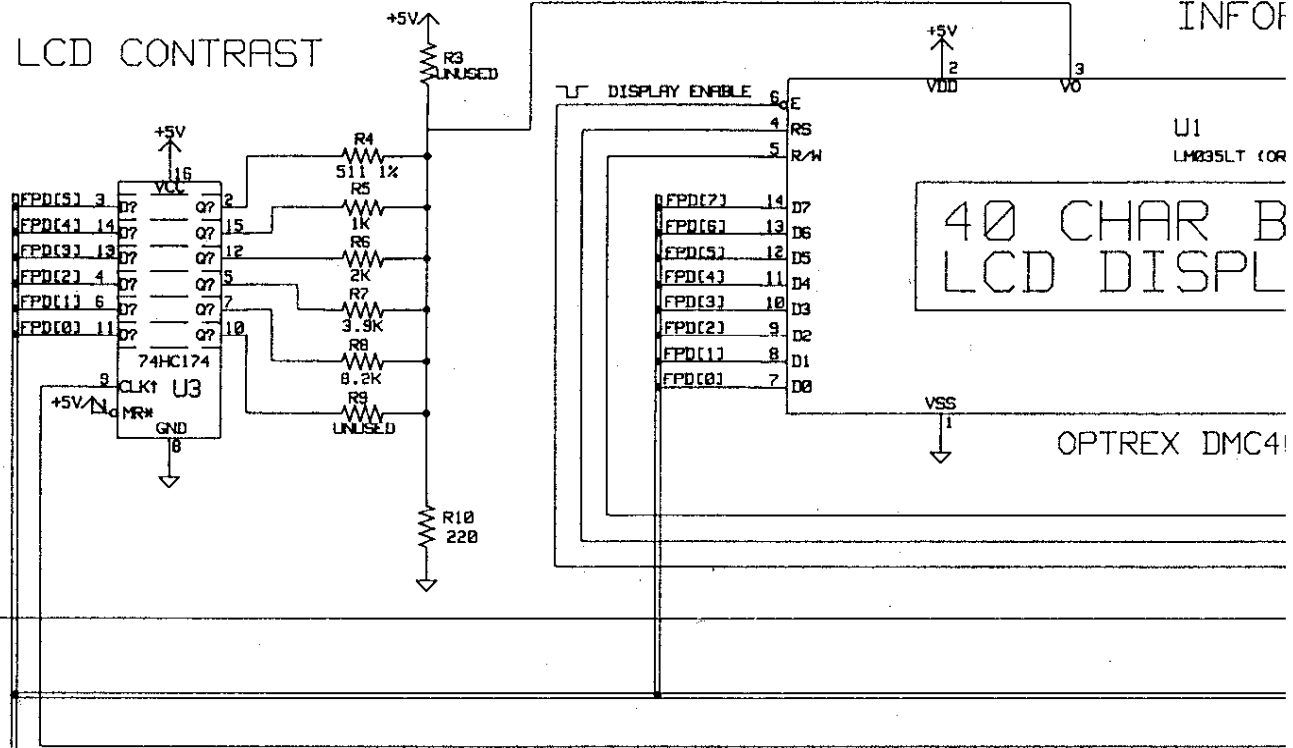 LCD CONTRAST
+5V
R3
UNUSED
INFOR
+5V
2
VDD
3
VO
DISPLAY ENABLE
6
E
4
RS
5
R/W
U1
LM035LT (OR
+5V
16
VCC
R4
511 1%
R5
1K
R6
2K
R7
3.9K
R8
8.2K
R9
UNUSED
FPD[5] 3 D? Q? 2
FPD[4] 14 D? Q? 15
FPD[3] 13 D? Q? 12
FPD[2] 4 D? Q? 5
FPD[1] 6 D? Q? 7
FPD[0] 11 D? Q? 10
74HC174
9 CLK↑ U3
+5V 1 MR*
GND
8
FPD[7] 14 D7
FPD[6] 13 D6
FPD[5] 12 D5
FPD[4] 11 D4
FPD[3] 10 D3
FPD[2] 9 D2
FPD[1] 8 D1
FPD[0] 7 D0
40 CHAR B
LCD DISPL
VSS
1
OPTREX DMC4
R10
220